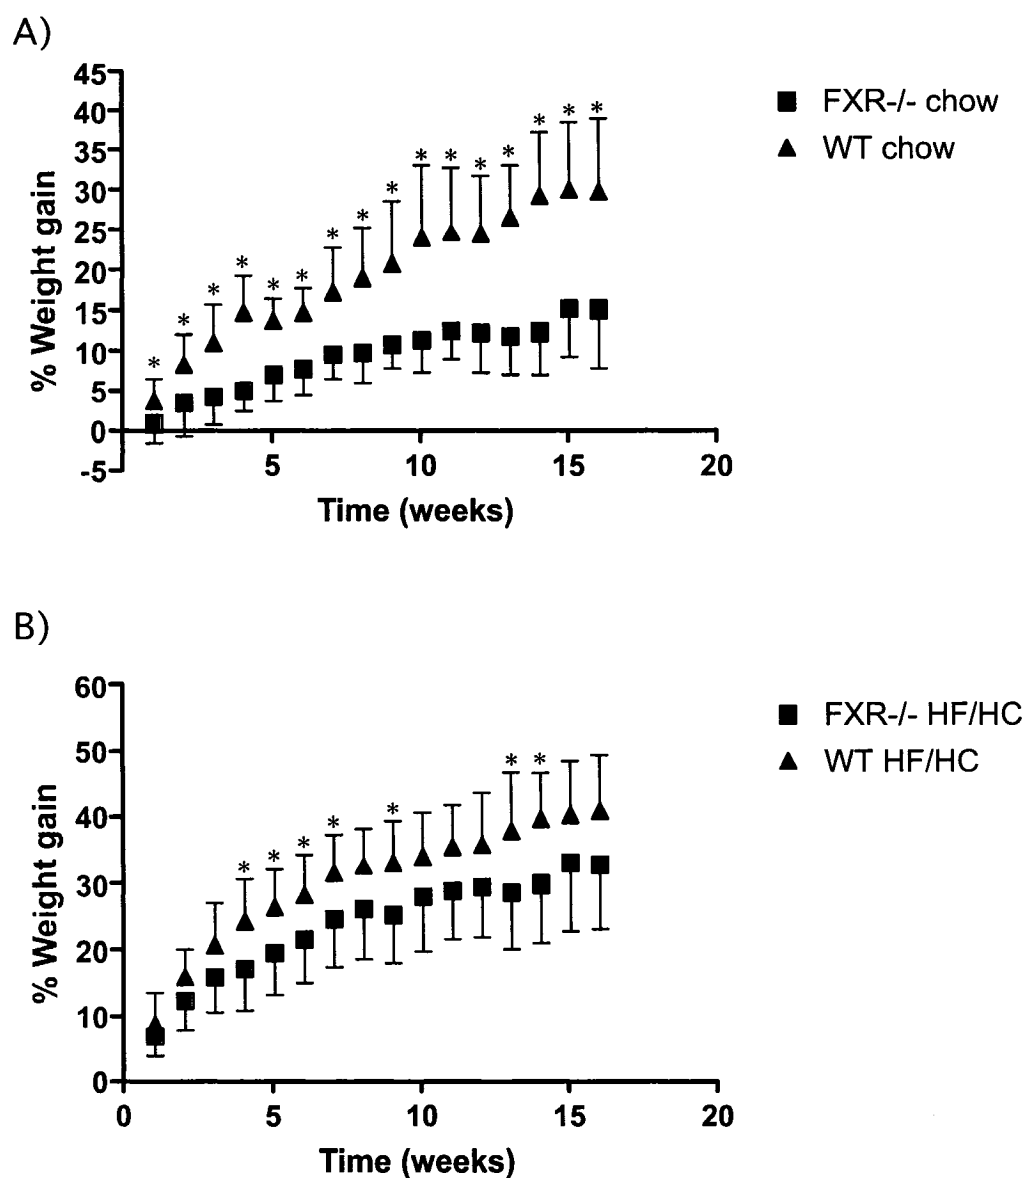 A)
45
40
35
30
25
20
15
10
5
0
-5
% Weight gain
* * * * * * * * * * * * * * * *
5 10 15 20
Time (weeks)
FXR-/- chow
WT chow
B)
60
50
40
30
20
10
0
% Weight gain
* * * * * * *
0 5 10 15 20
Time (weeks)
FXR-/- HF/HC
WT HF/HC